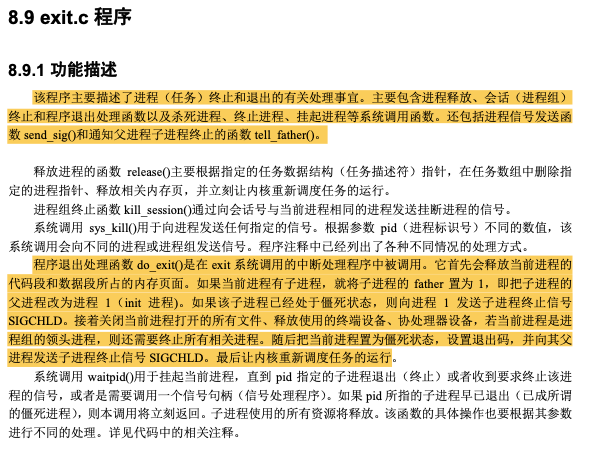 8.9 exit.c 程序
8.9.1 功能描述
该程序主要描述了进程（任务）终止和退出的有关处理事宜。主要包含进程释放、会话（进程组）
终止和程序退出处理函数以及杀死进程、终止进程、挂起进程等系统调用函数。还包括进程信号发送函
数 send_sig()和通知父进程子进程终止的函数 tell_father()。
释放进程的函数 release()主要根据指定的任务数据结构（任务描述符）指针，在任务数组中删除指
定的进程指针、释放相关内存页，并立刻让内核重新调度任务的运行。
进程组终止函数 kill_session()通过向会话号与当前进程相同的进程发送挂断进程的信号。
系统调用 sys_kill()用于向进程发送任何指定的信号。根据参数 pid（进程标识号）不同的数值，该
系统调用会向不同的进程或进程组发送信号。程序注释中已经列出了各种不同情况的处理方式。
程序退出处理函数 do_exit()是在 exit 系统调用的中断处理程序中被调用。它首先会释放当前进程的
代码段和数据段所占的内存页面。如果当前进程有子进程，就将子进程的 father 置为 1，即把子进程的
父进程改为进程 1（init 进程)。如果该子进程已经处于僵死状态，则向进程 1 发送子进程终止信号
SIGCHLD。接着关闭当前进程打开的所有文件、释放使用的终端设备、协处理器设备，若当前进程是进
程组的领头进程，则还需要终止所有相关进程。随后把当前进程置为僵死状态，设置退出码，并向其父
进程发送子进程终止信号 SIGCHLD。最后让内核重新调度任务的运行。
系统调用 waitpid()用于挂起当前进程，直到 pid 指定的子进程退出（终止）或者收到要求终止该进
程的信号，或者是需要调用一个信号句柄（信号处理程序）。如果 pid 所指的子进程早已退出（已成所谓
的僵死进程），则本调用将立刻返回。子进程使用的所有资源将释放。该函数的具体操作也要根据其参数
进行不同的处理。详见代码中的相关注释。